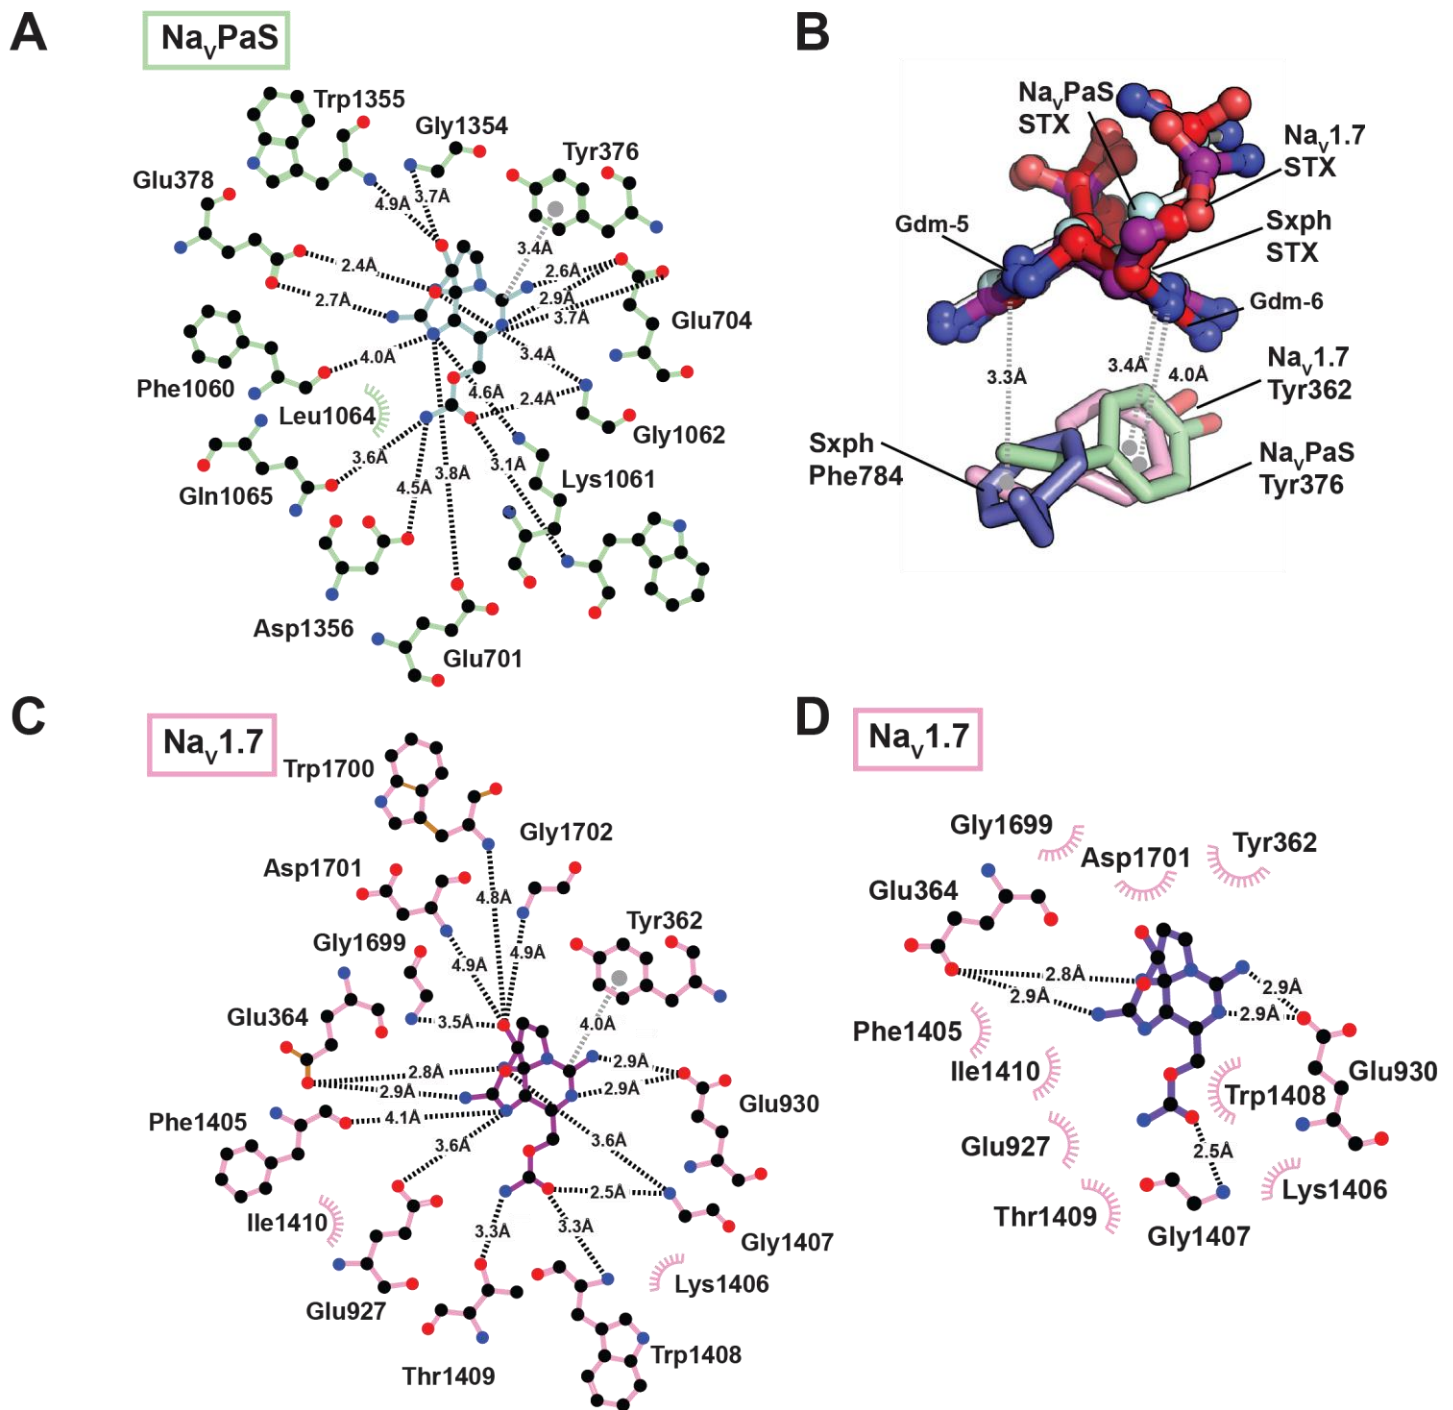 A
NaVPaS
Trp1355
Gly1354
Tyr376
Glu378
4.9Å
3.7Å
3.4Å
2.4Å
2.6Å
2.9Å
2.7Å
3.7Å
Glu704
4.0Å
3.4Å
Phe1060
4.6Å
2.4Å
Leu1064
Gly1062
3.6Å
3.1Å
Lys1061
Gln1065
4.5Å
3.8Å
Asp1356
Glu701
B
NaVPaS
STX
NaV1.7
STX
Gdm-5
Sxph
STX
Gdm-6
3.3Å
3.4Å
4.0Å
NaV1.7
Tyr362
Sxph
Phe784
NaVPaS
Tyr376
C
NaV1.7
Trp1700
Gly1702
Asp1701
4.8Å
Tyr362
Gly1699
4.9Å
4.9Å
Glu364
3.5Å
4.0Å
2.8Å
2.9Å
2.9Å
2.9Å
Glu930
Phe1405
4.1Å
3.6Å
3.6Å
2.5Å
Ile1410
3.3Å
3.3Å
Gly1407
Lys1406
Glu927
Thr1409
Trp1408
D
NaV1.7
Gly1699
Asp1701
Tyr362
Glu364
2.8Å
2.9Å
2.9Å
2.9Å
Phe1405
Ile1410
Trp1408
Glu930
Glu927
2.5Å
Lys1406
Thr1409
Gly1407